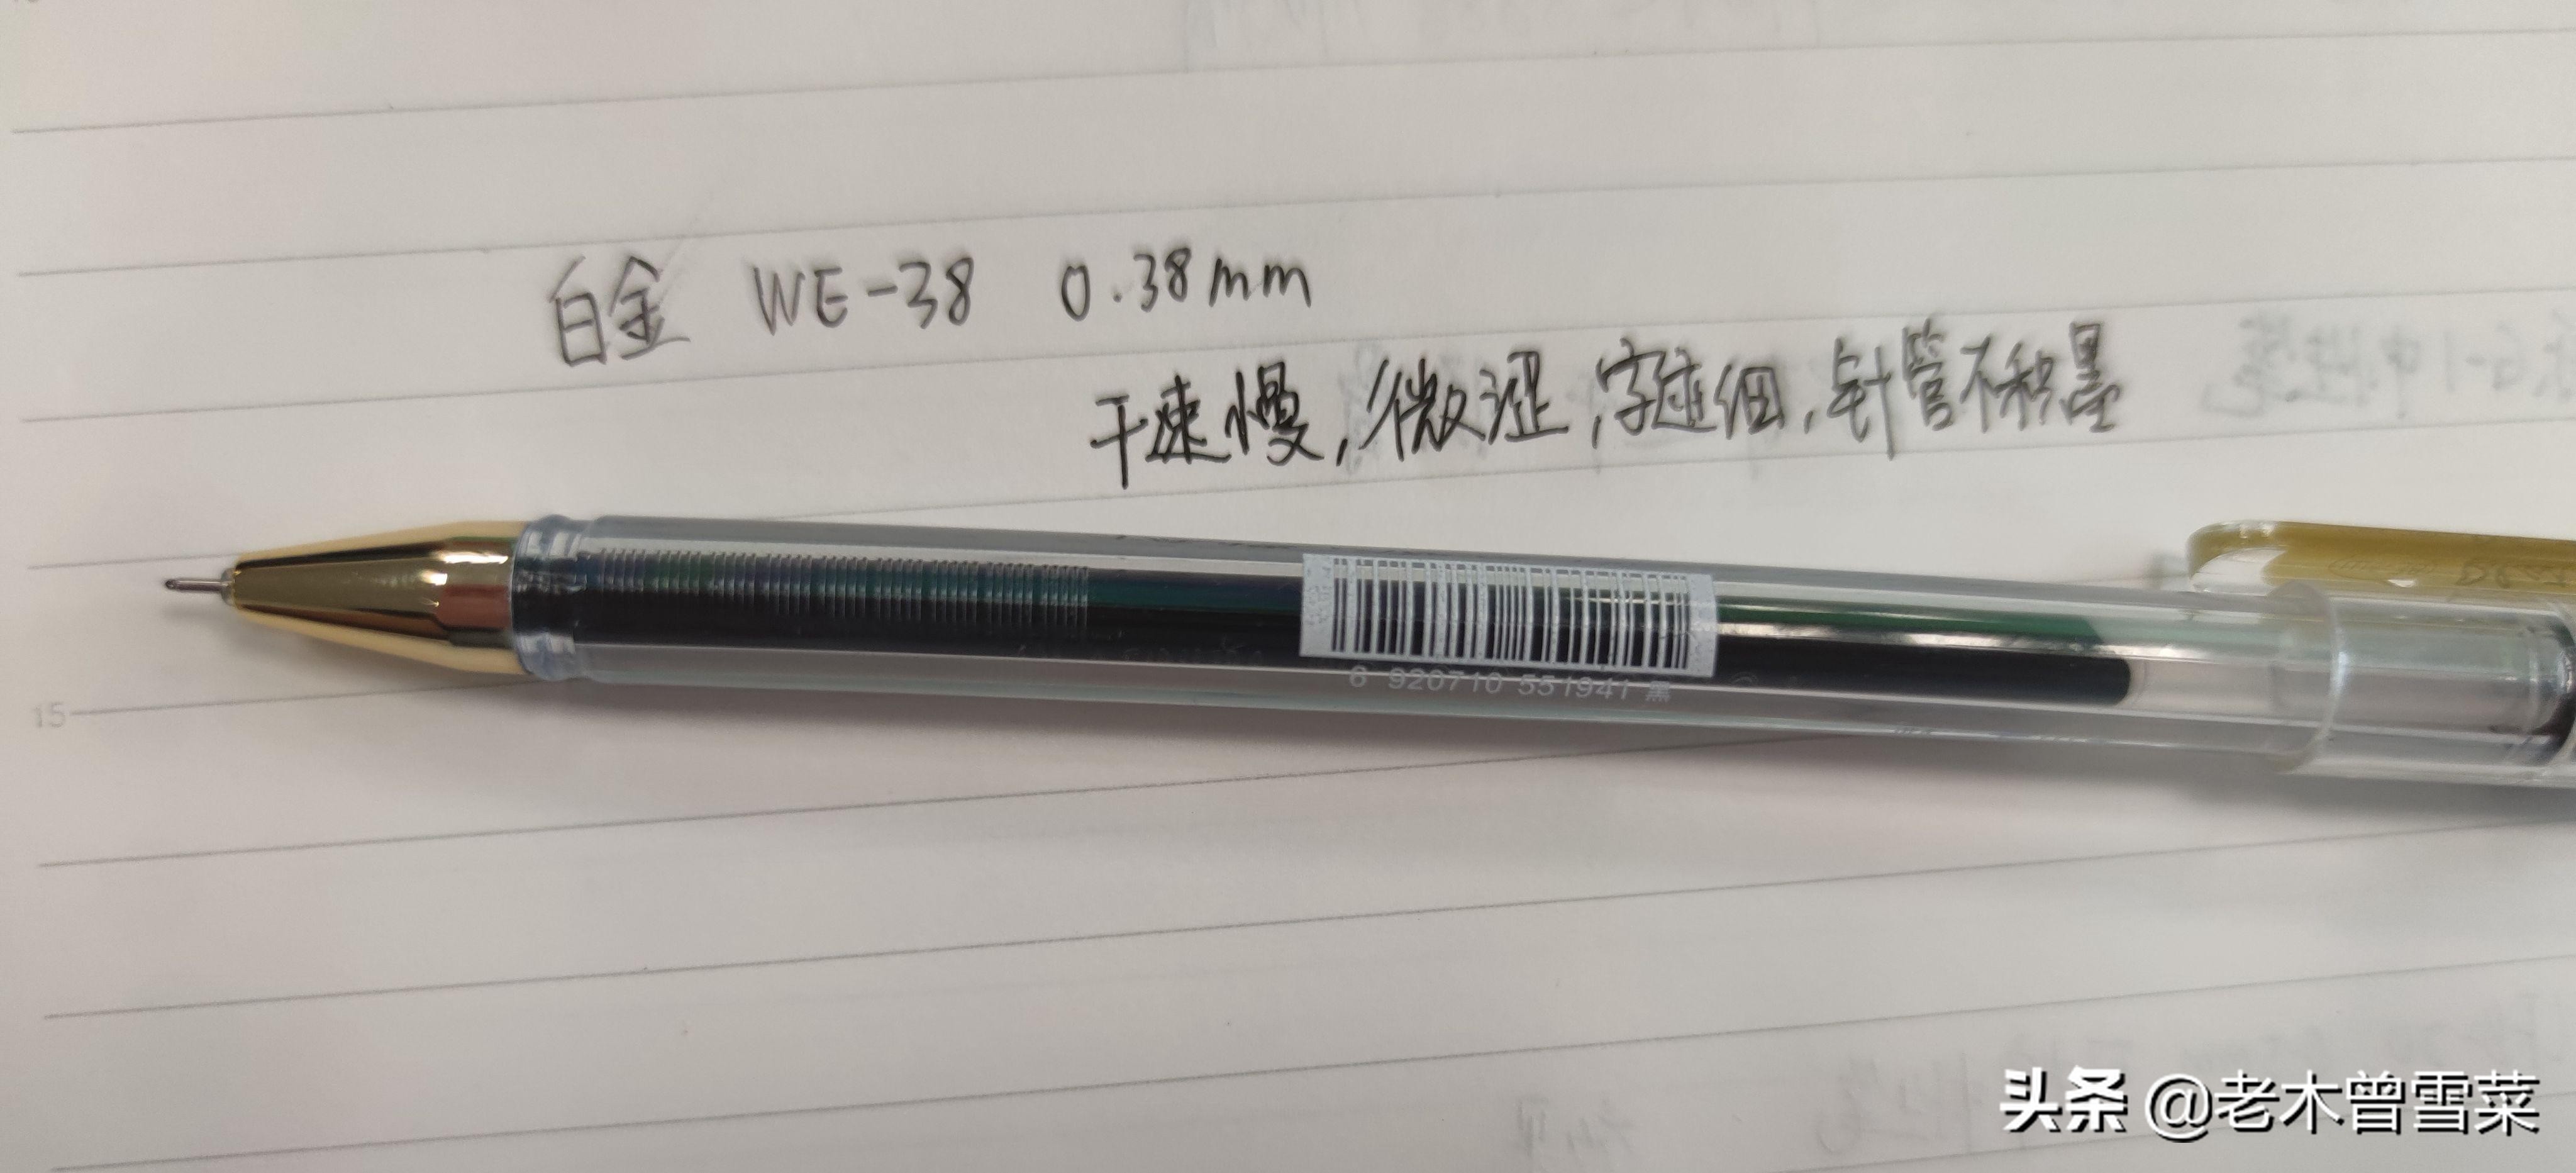 白金 WE-38 0.38mm
干速慢,微涩,字迹细,针管不积墨
6 920710 551941 黑
15
头条 @老木曾雪菜